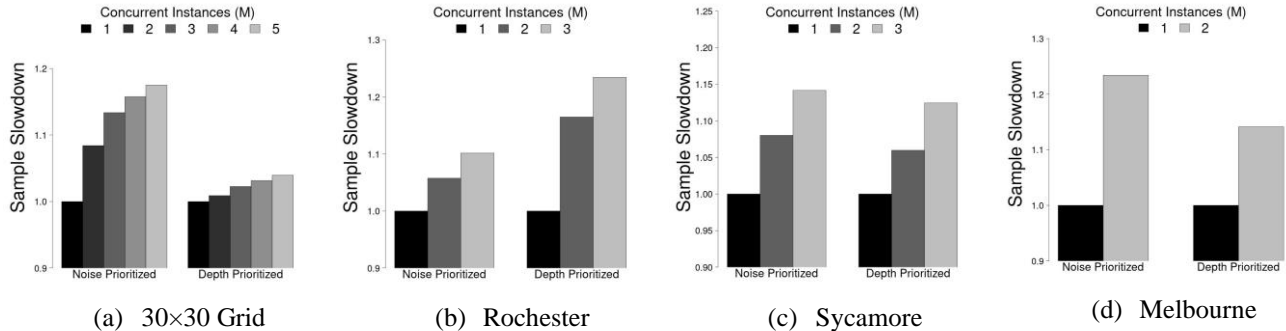 Concurrent Instances (M)
1 2 3 4 5
Sample Slowdown
1.2
1.1
1.0
0.9
Noise Prioritized Depth Prioritized
(a) 30×30 Grid
Concurrent Instances (M)
1 2 3
Sample Slowdown
1.3
1.2
1.1
1.0
0.9
Noise Prioritized Depth Prioritized
(b) Rochester
Concurrent Instances (M)
1 2 3
Sample Slowdown
1.25
1.20
1.15
1.10
1.05
1.00
0.95
0.90
Noise Prioritized Depth Prioritized
(c) Sycamore
Concurrent Instances (M)
1 2
Sample Slowdown
1.3
1.2
1.1
1.0
0.9
Noise Prioritized Depth Prioritized
(d) Melbourne